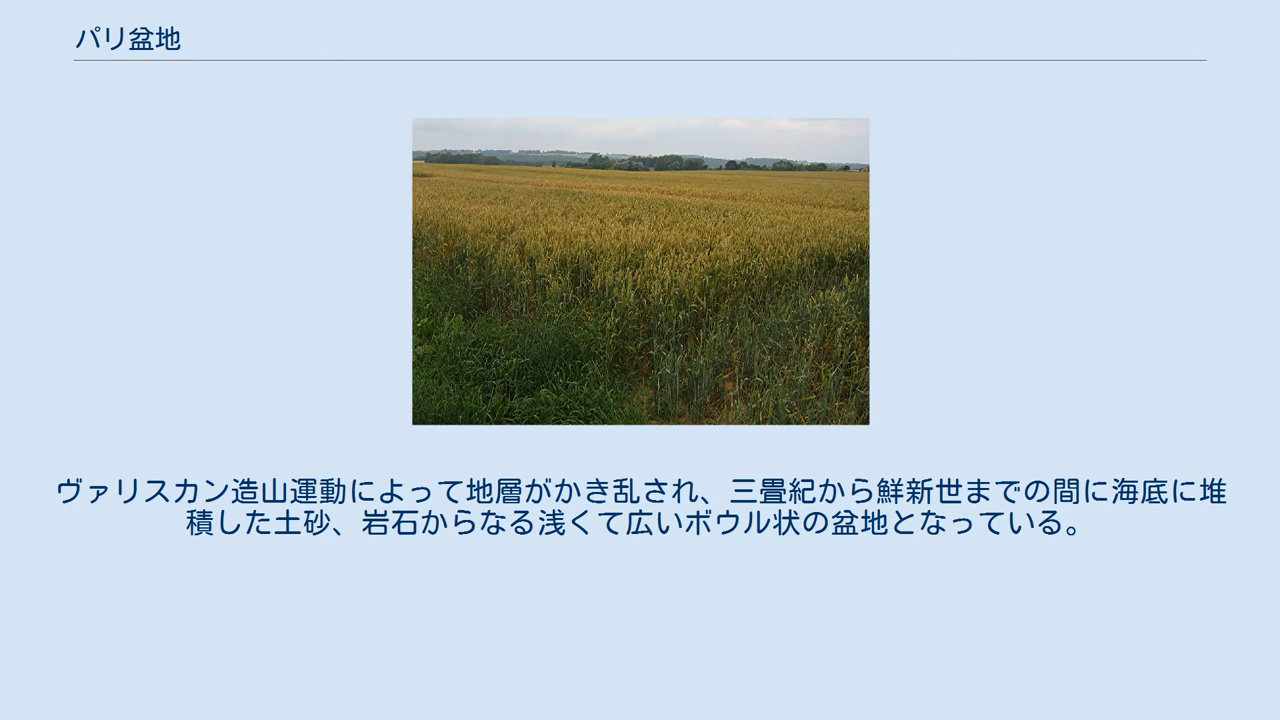 パリ盆地
ヴァリスカン造山運動によって地層がかき乱され、三畳紀から鮮新世までの間に海底に堆
積した土砂、岩石からなる浅くて広いボウル状の盆地となっている。